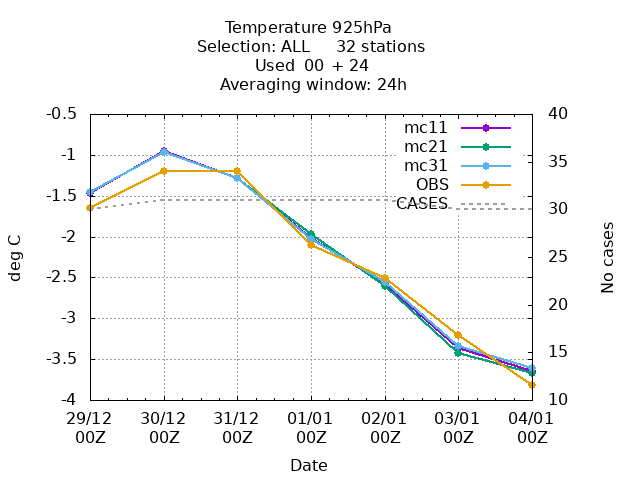 Temperature 925hPa
Selection: ALL 32 stations
Used 00 + 24
Averaging window: 24h
-0.5
-1
-1.5
-2
-2.5
-3
-3.5
-4
deg C
mc11
mc21
mc31
OBS
CASES
40
35
30
25
20
15
10
No cases
29/12 30/12 31/12 01/01 02/01 03/01 04/01
00Z 00Z 00Z 00Z 00Z 00Z 00Z
Date